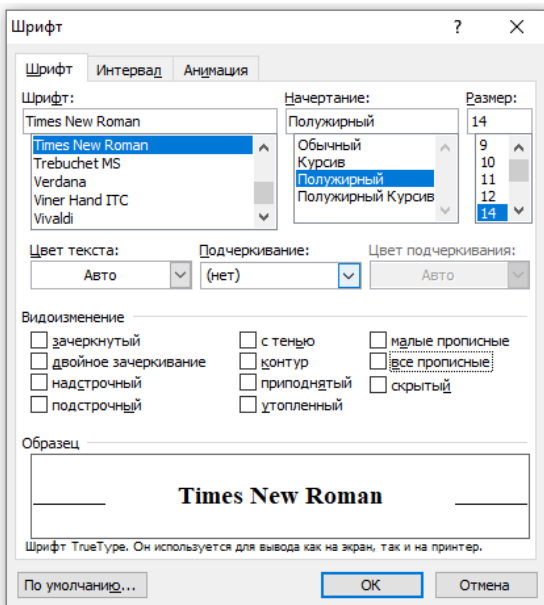 Шрифт ?
Шрифт Интервал Анимация
Шрифт: Начертание: Размер:
Times New Roman Полужирный 14
Times New Roman Обычный 9
Trebuchet MS Курсив 10
Verdana Полужирный 11
Viner Hand ITC Полужирный Курсив 12
Vivaldi 14
Цвет текста: Подчеркивание: Цвет подчеркивания:
Авто (нет) Авто
Видоизменение
зачеркнутый с тенью малые прописные
двойное зачеркивание контур все прописные
надстрочный приподнятый скрытый
подстрочный утопленный
Образец
Times New Roman
Шрифт TrueType. Он используется для вывода как на экран, так и на принтер.
По умолчанию... ОК Отмена